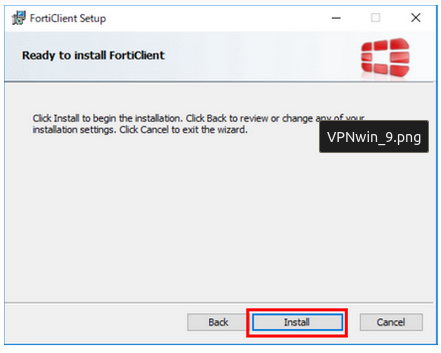 FortiClient Setup
Ready to install FortiClient
Click Install to begin the installation. Click Back to review or change any of your
installation settings. Click Cancel to exit the wizard.
VPNwin_9.png
Back
Install
Cancel